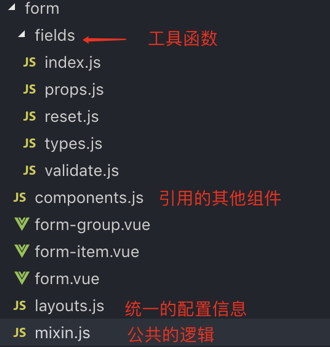 form
fields 工具函数
JS index.js
JS props.js
JS reset.js
JS types.js
JS validate.js
JS components.js 引用的其他组件
form-group.vue
form-item.vue
form.vue
JS layouts.js 统一的配置信息
JS mixin.js 公共的逻辑